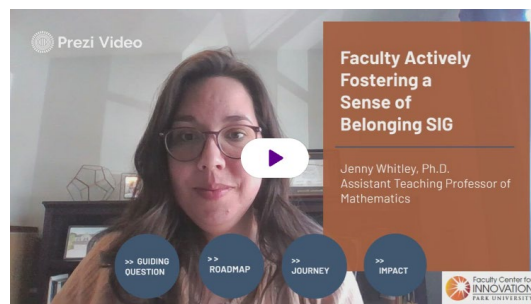 Prezi Video
Faculty Actively
Fostering a
Sense of
Belonging SIG
Jenny Whitley, Ph.D.
Assistant Teaching Professor of
Mathematics
>> GUIDING
QUESTION
>>
ROADMAP
>>
JOURNEY
>>
IMPACT
Faculty Center for
INNOVATION
PARK UNIVERSITY